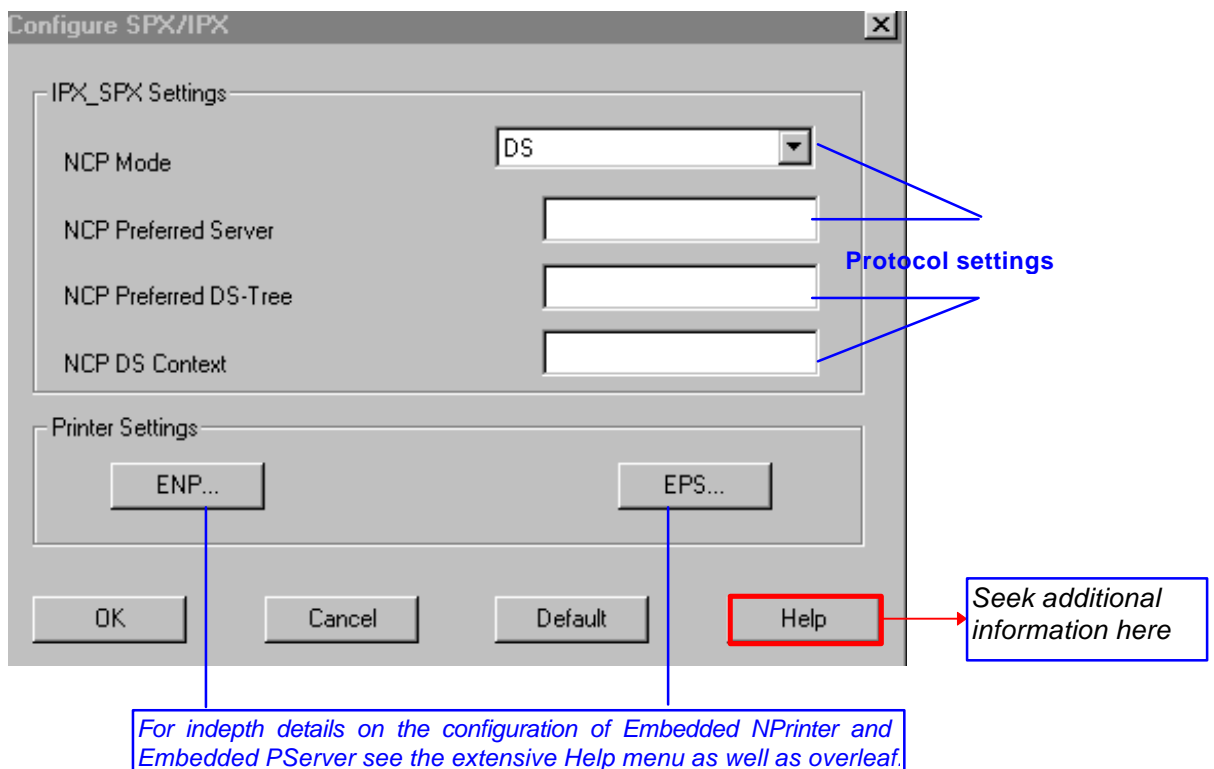 Configure SPX/IPX
IPX_SPX Settings
NCP Mode
DS
NCP Preferred Server
Protocol settings
NCP Preferred DS-Tree
NCP DS Context
Printer Settings
ENP...
EPS...
OK
Cancel
Default
Help
Seek additional
information here
For indepth details on the configuration of Embedded NPrinter and
Embedded PServer see the extensive Help menu as well as overleaf.